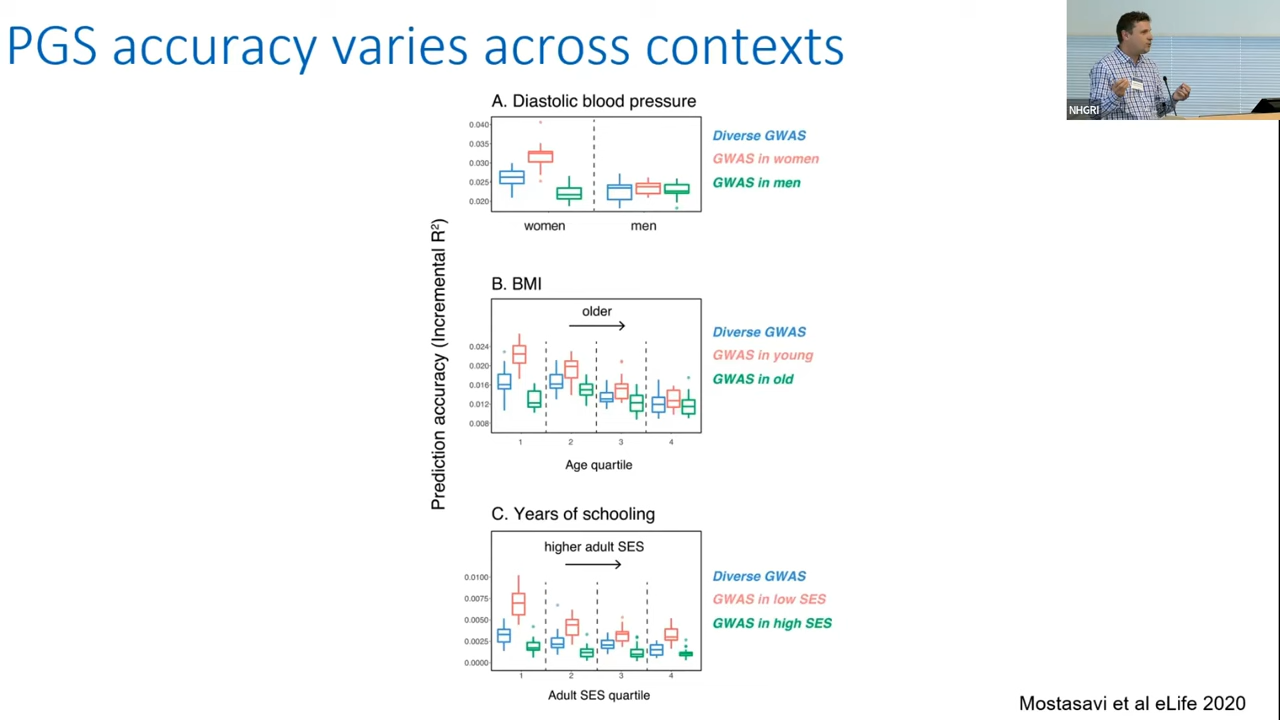 PGS accuracy varies across contexts
NHGRI
A. Diastolic blood pressure
Prediction accuracy (Incremental R²)
0.040
0.035
0.030
0.025
0.020
women
men
Diverse GWAS
GWAS in women
GWAS in men
B. BMI
older
0.024
0.020
0.016
0.012
0.008
1
2
3
4
Age quartile
Diverse GWAS
GWAS in young
GWAS in old
C. Years of schooling
higher adult SES
0.0100
0.0075
0.0050
0.0025
0.0000
1
2
3
4
Adult SES quartile
Diverse GWAS
GWAS in low SES
GWAS in high SES
Mostasavi et al eLife 2020